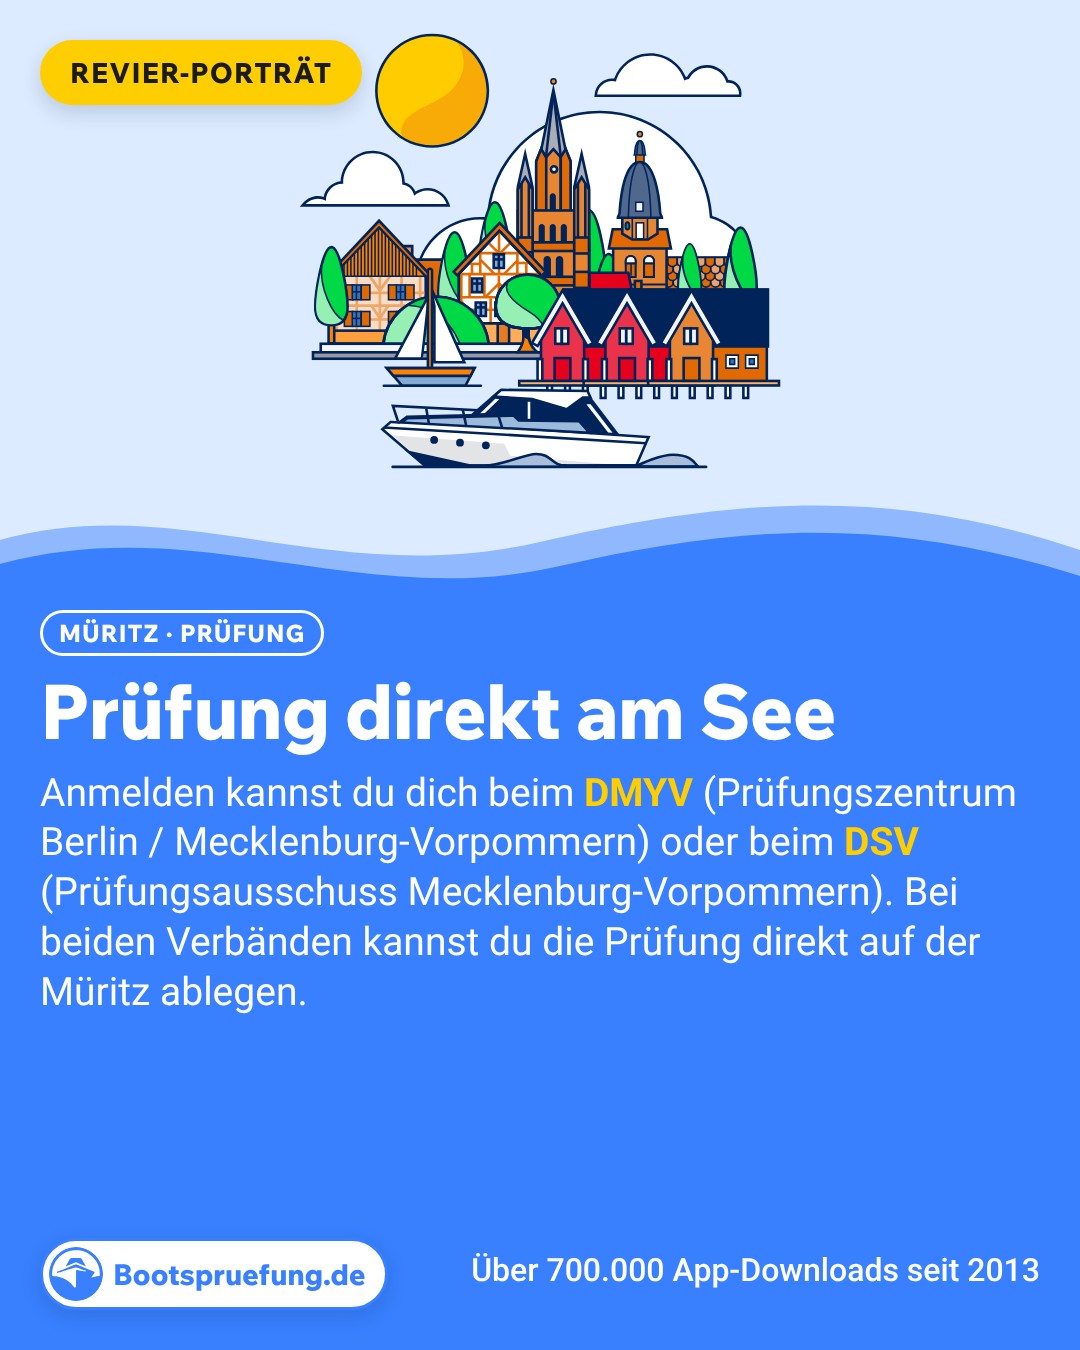 REVIER-PORTRÄT
MÜRITZ · PRÜFUNG
Prüfung direkt am See
Anmelden kannst du dich beim DMYV (Prüfungszentrum
Berlin / Mecklenburg-Vorpommern) oder beim DSV
(Prüfungsausschuss Mecklenburg-Vorpommern). Bei
beiden Verbänden kannst du die Prüfung direkt auf der
Müritz ablegen.
Bootspruefung.de
Über 700.000 App-Downloads seit 2013